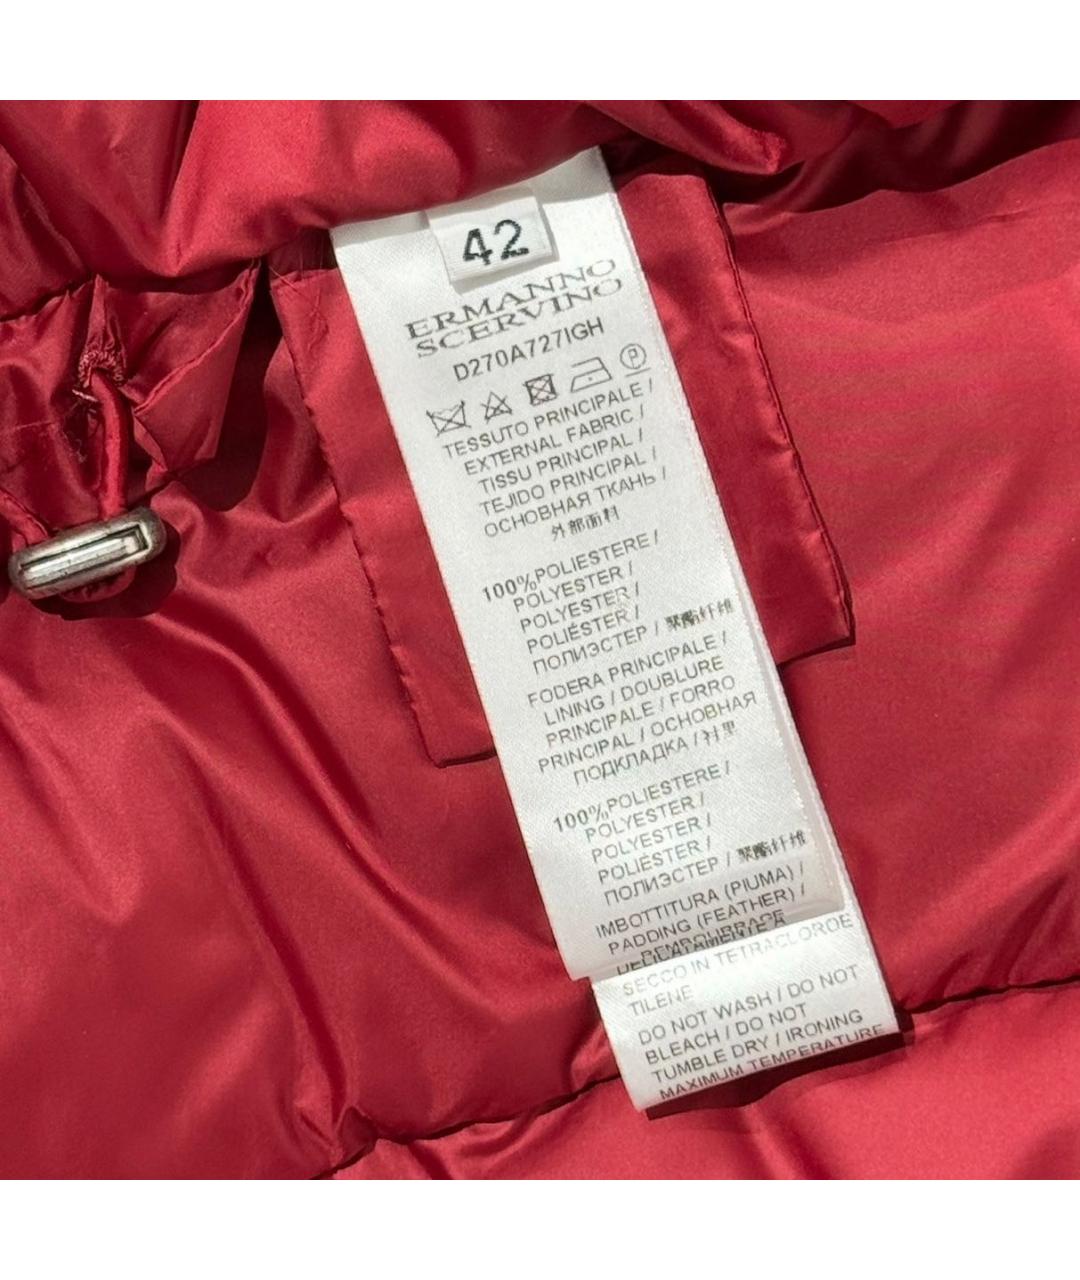 42
ERMANNO
SCERVINO
D270A727IGH
P
TESSUTO PRINCIPALE /
EXTERNAL FABRIC /
TISSU PRINCIPAL /
TEJIDO PRINCIPAL /
ОСНОВНАЯ ТКАНЬ /
外部面料
100%POLIESTERE /
POLYESTER /
POLYESTER /
POLIÉSTER /
ПОЛИЭСТЕР / 聚酯纤维
FODERA PRINCIPALE /
LINING / DOUBLURE
PRINCIPALE / FORRO
PRINCIPAL / ОСНОВНАЯ
ПОДКЛАДКА / 衬里
100%POLIESTERE /
POLYESTER /
POLYESTER /
POLIÉSTER /
ПОЛИЭСТЕР / 聚酯纤维
IMBOTTITURA (PIUMA) /
PADDING (FEATHER) /
REMBOURRAGE
DELICATAMENTE A
SECCO IN TETRACLOROE
TILENE
DO NOT WASH / DO NOT
BLEACH / DO NOT
TUMBLE DRY / IRONING
MAXIMUM TEMPERATURE